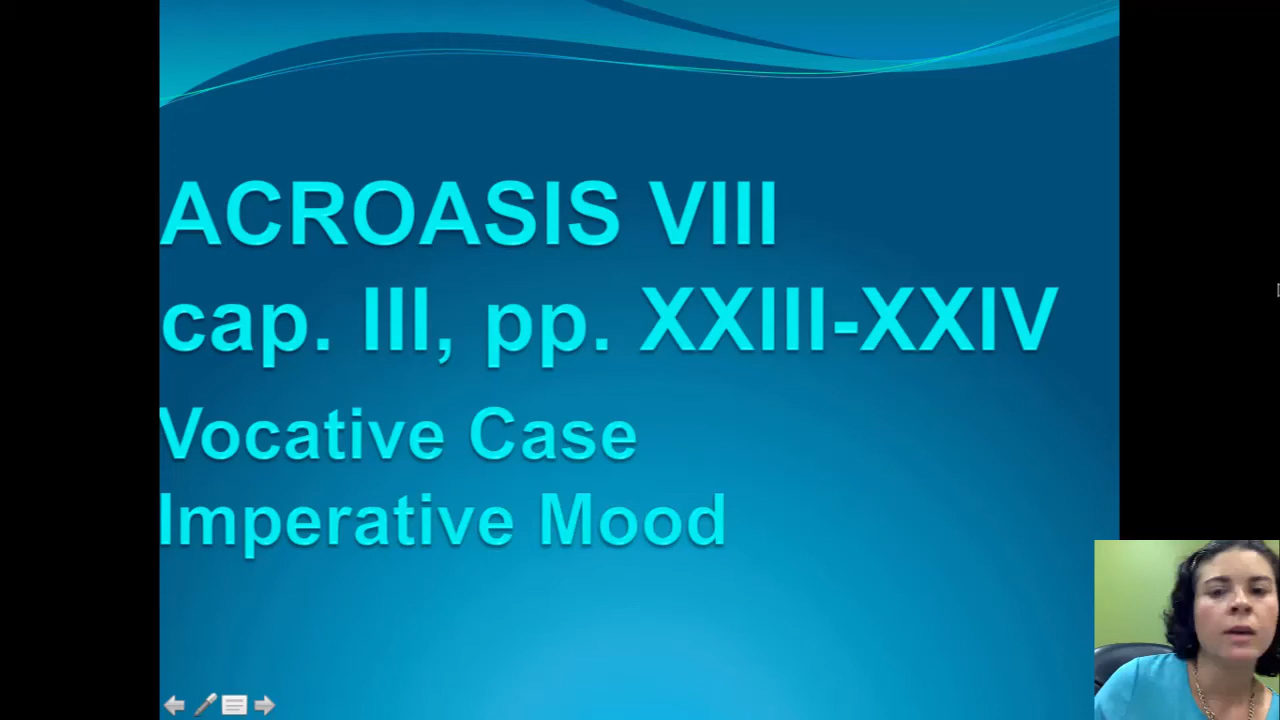 ACROASIS VIII
cap. III, pp. XXIII-XXIV
Vocative Case
Imperative Mood